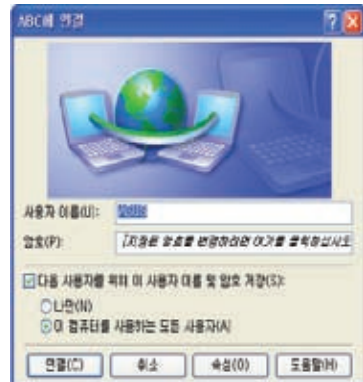 ABC에 연결
사용자 이름(U):
암호(P): [저장된 암호를 변경하려면 여기를 클릭하십시오
다음 사용자를 위해 이 사용자 이름 및 암호 저장(S):
나만(N)
이 컴퓨터를 사용하는 모든 사용자(A)
연결(C) 취소 속성(O) 도움말(H)